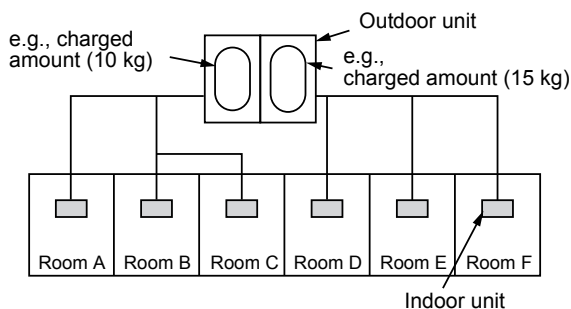 Outdoor unit
e.g., charged
amount (10 kg)
e.g.,
charged amount (15 kg)
Room A
Room B
Room C
Room D
Room E
Room F
Indoor unit